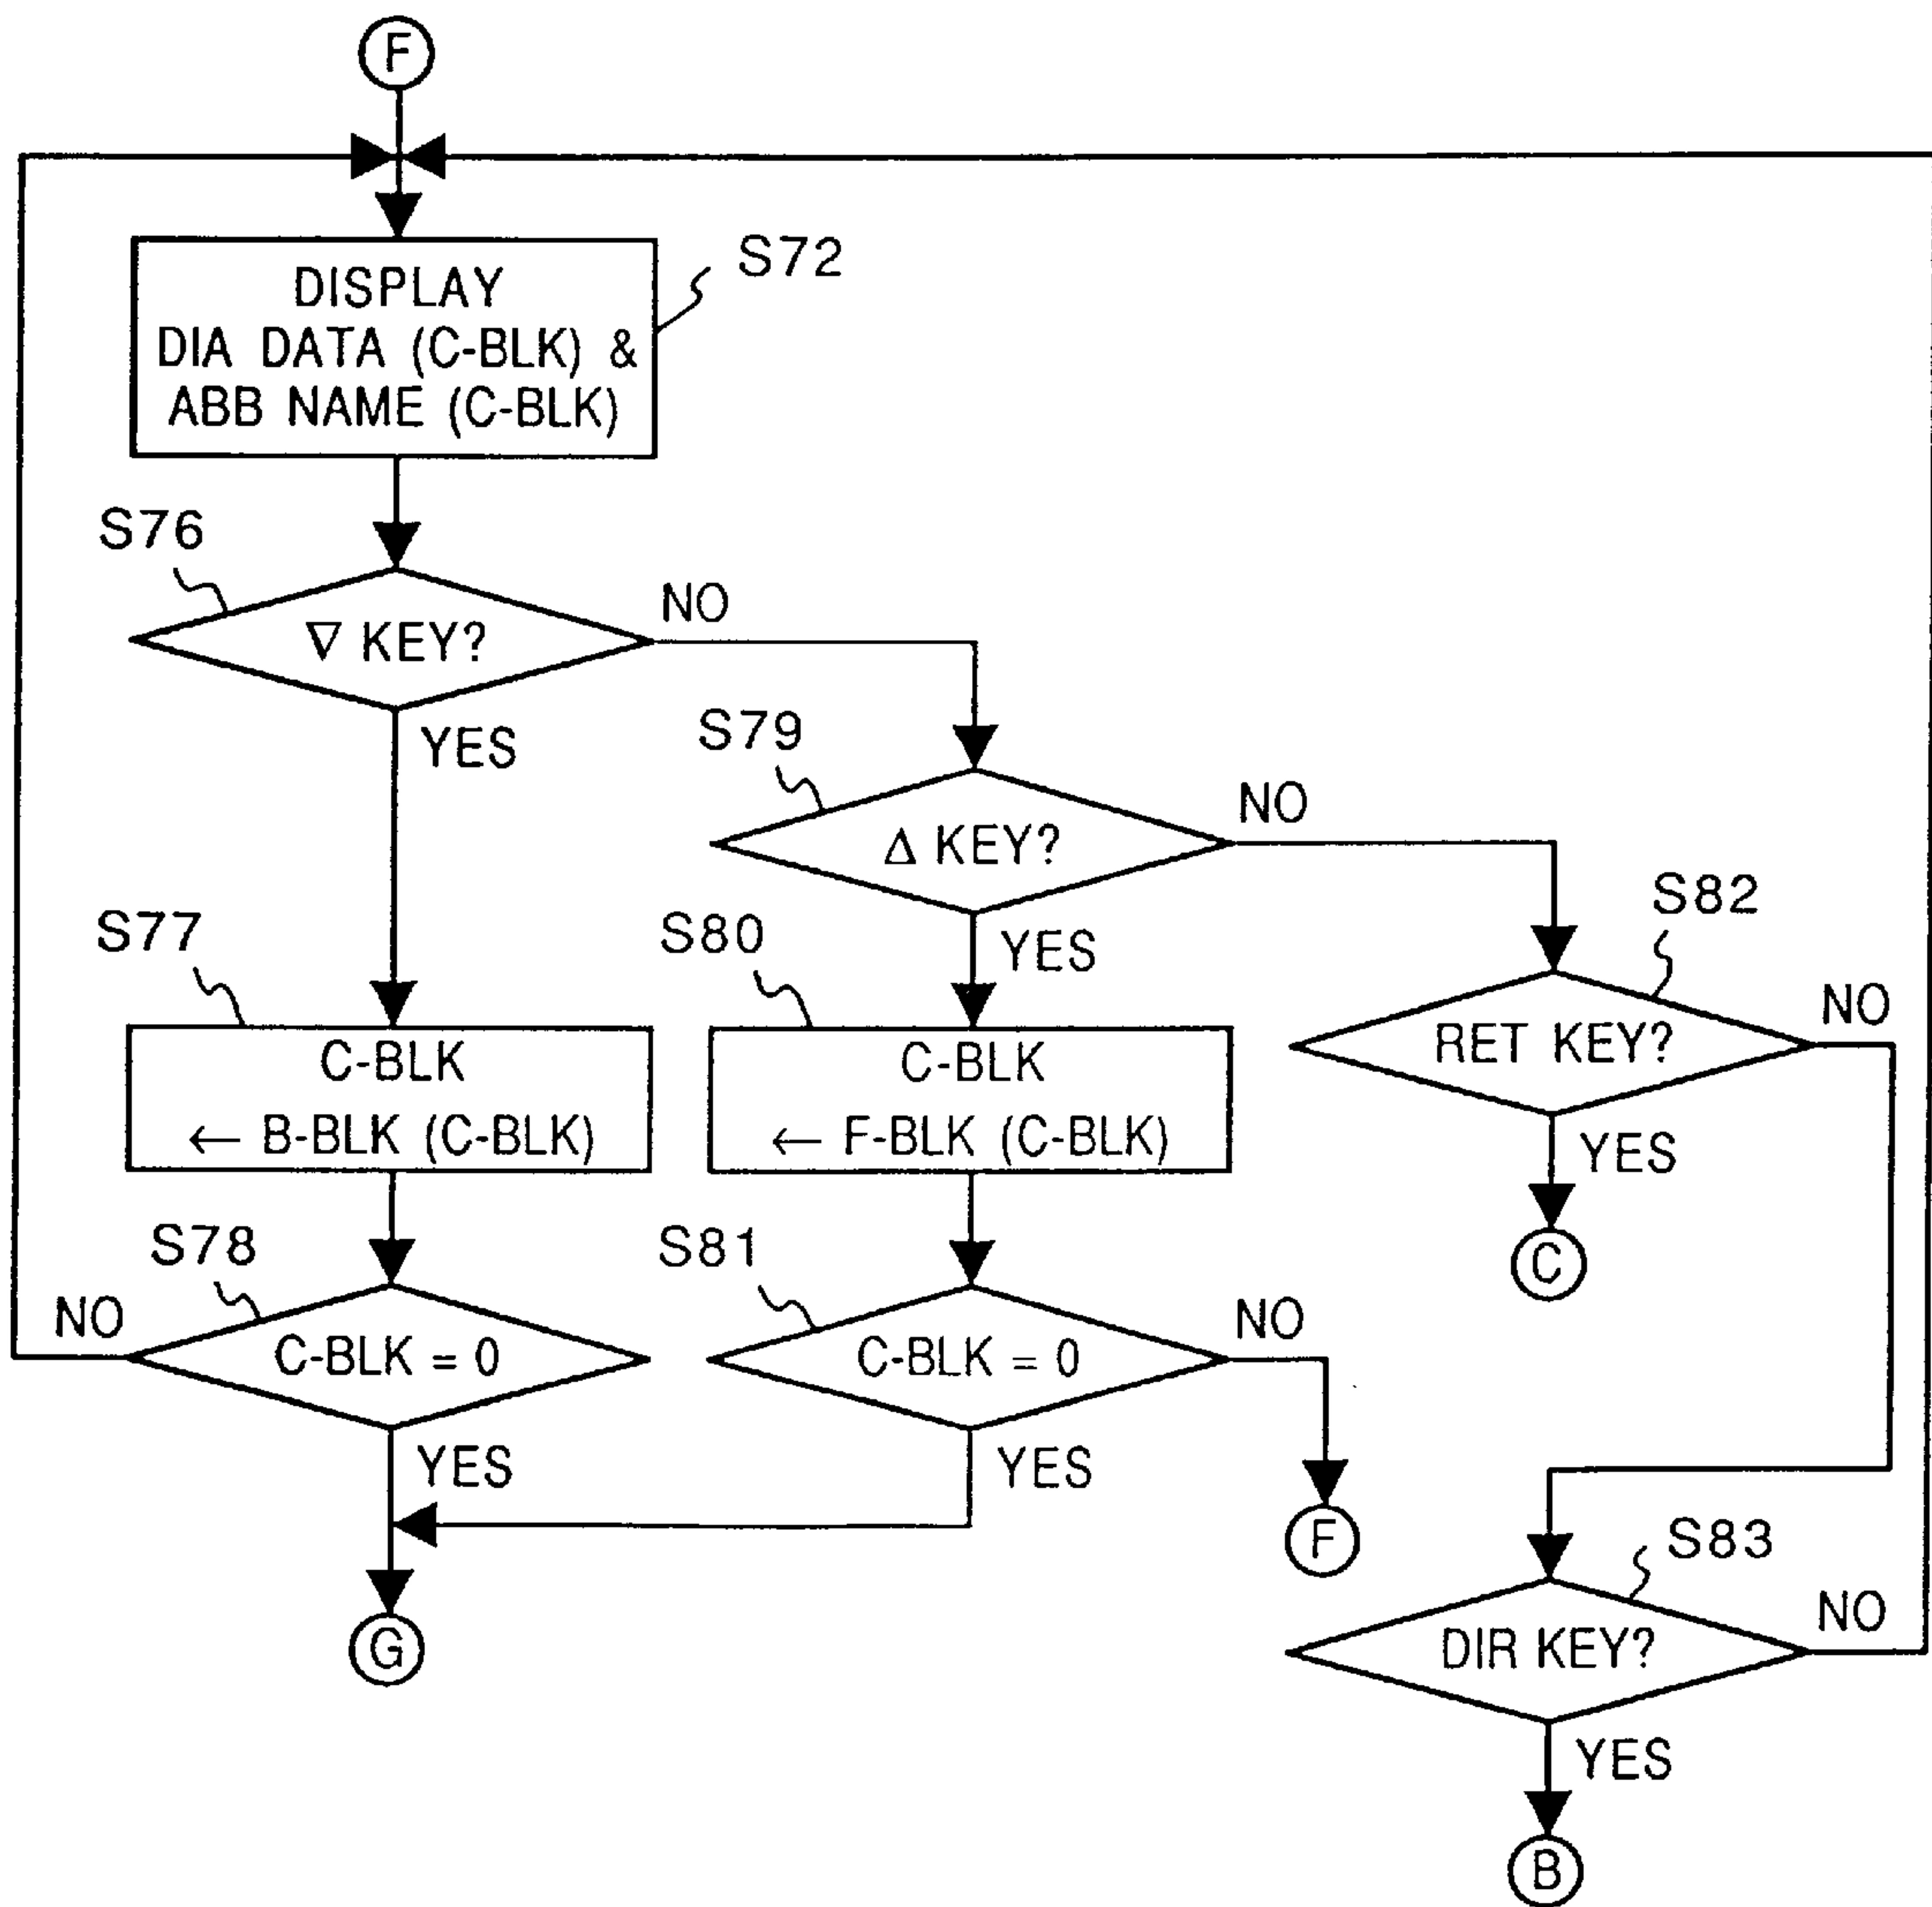 F
S72
DISPLAY
DIA DATA (C-BLK) &
ABB NAME (C-BLK)
S76
∇ KEY?
NO
YES
S79
Δ KEY?
NO
YES
S82
RET KEY?
NO
YES
C
S77
C-BLK
← B-BLK (C-BLK)
S80
C-BLK
← F-BLK (C-BLK)
S78
C-BLK = 0
NO
YES
S81
C-BLK = 0
NO
YES
F
G
S83
DIR KEY?
NO
YES
B